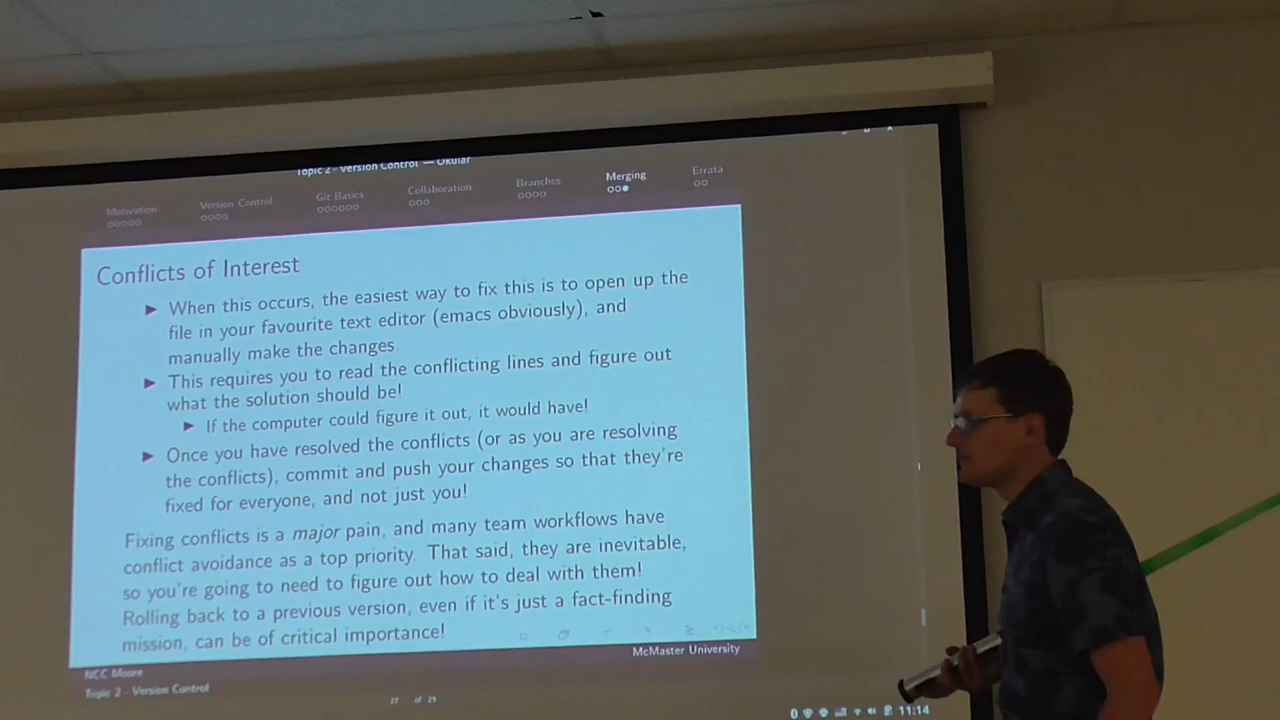 Topic 2 - Version Control — Okular
Motivation Version Control Git Basics Collaboration Branches Merging Errata
Conflicts of Interest
▶ When this occurs, the easiest way to fix this is to open up the
file in your favourite text editor (emacs obviously), and
manually make the changes.
▶ This requires you to read the conflicting lines and figure out
what the solution should be!
▶ If the computer could figure it out, it would have!
▶ Once you have resolved the conflicts (or as you are resolving
the conflicts), commit and push your changes so that they're
fixed for everyone, and not just you!
Fixing conflicts is a major pain, and many team workflows have
conflict avoidance as a top priority. That said, they are inevitable,
so you're going to need to figure out how to deal with them!
Rolling back to a previous version, even if it's just a fact-finding
mission, can be of critical importance!
NCC Moore McMaster University
Topic 2 - Version Control
27 of 29
11:14